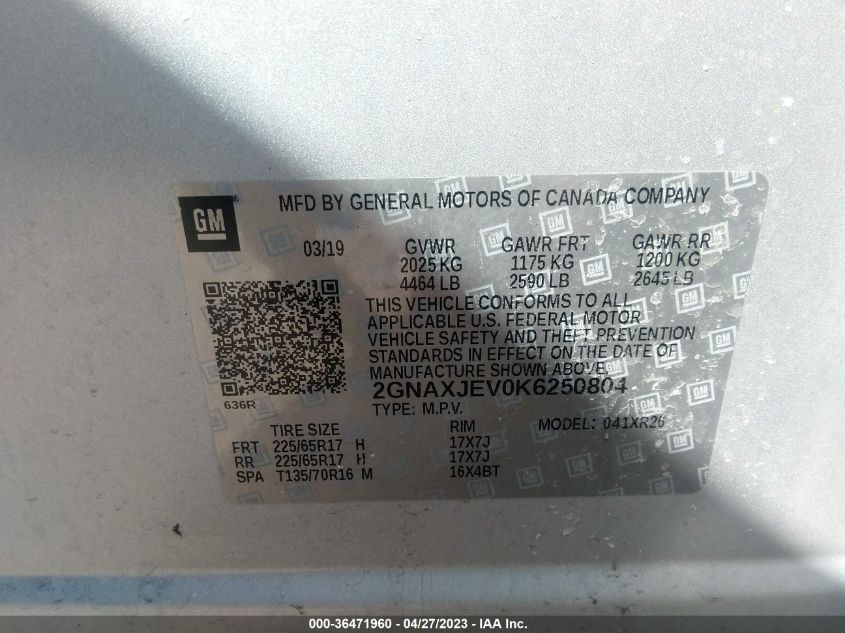 MFD BY GENERAL MOTORS OF CANADA COMPANY
GM®
03/19 GVWR GAWR FRT GAWR RR
2025 KG 1175 KG 1200 KG
4464 LB 2590 LB 2645 LB
THIS VEHICLE CONFORMS TO ALL
APPLICABLE U.S. FEDERAL MOTOR
VEHICLE SAFETY AND THEFT PREVENTION
STANDARDS IN EFFECT ON THE DATE OF
MANUFACTURE SHOWN ABOVE.
2GNAXJEV0K6250804
636R TYPE: M.P.V.
TIRE SIZE RIM MODEL: 041XR26
FRT 225/65R17 H 17X7J
RR 225/65R17 H 17X7J
SPA T135/70R16 M 16X4BT
000-36471960 - 04/27/2023 - IAA Inc.